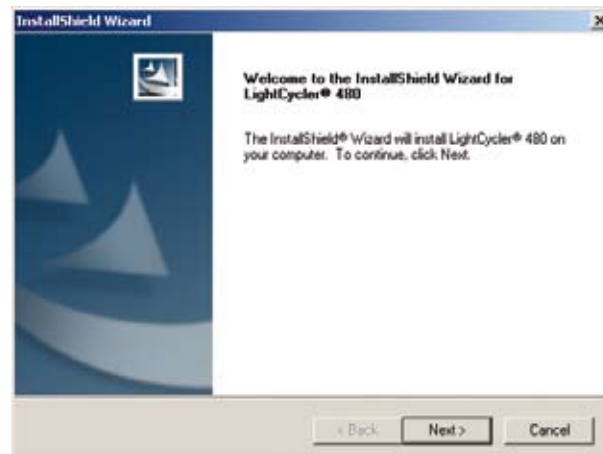 InstallShield Wizard
Welcome to the InstallShield Wizard for
LightCycler® 480
The InstallShield® Wizard will install LightCycler® 480 on
your computer. To continue, click Next.
< Back
Next >
Cancel